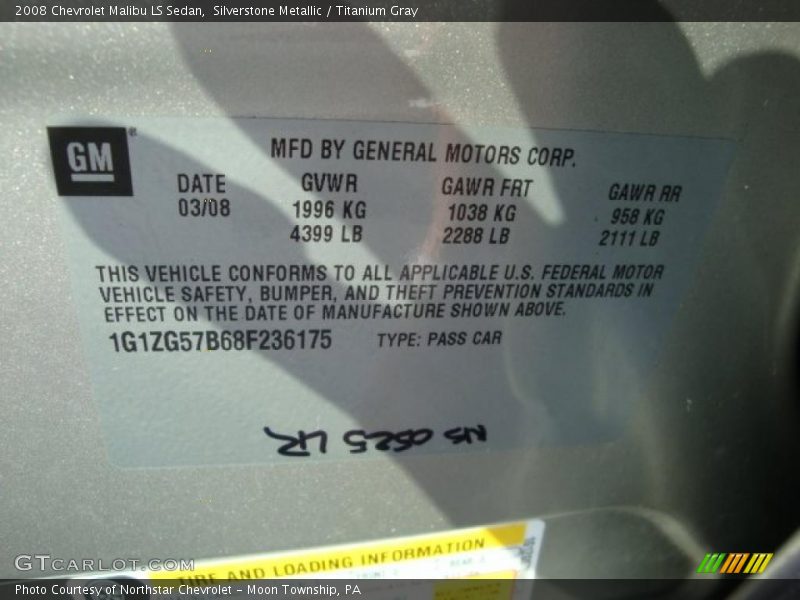 2008 Chevrolet Malibu LS Sedan,  Silverstone Metallic / Titanium Gray
GM®
MFD BY GENERAL MOTORS CORP.
DATE GVWR GAWR FRT GAWR RR
03/08 1996 KG 1038 KG 958 KG
4399 LB 2288 LB 2111 LB
THIS VEHICLE CONFORMS TO ALL APPLICABLE U.S. FEDERAL MOTOR
VEHICLE SAFETY, BUMPER, AND THEFT PREVENTION STANDARDS IN
EFFECT ON THE DATE OF MANUFACTURE SHOWN ABOVE.
1G1ZG57B68F236175 TYPE: PASS CAR
TIRE AND LOADING INFORMATION
GTcarlot.com
Photo Courtesy of Northstar Chevrolet - Moon Township, PA